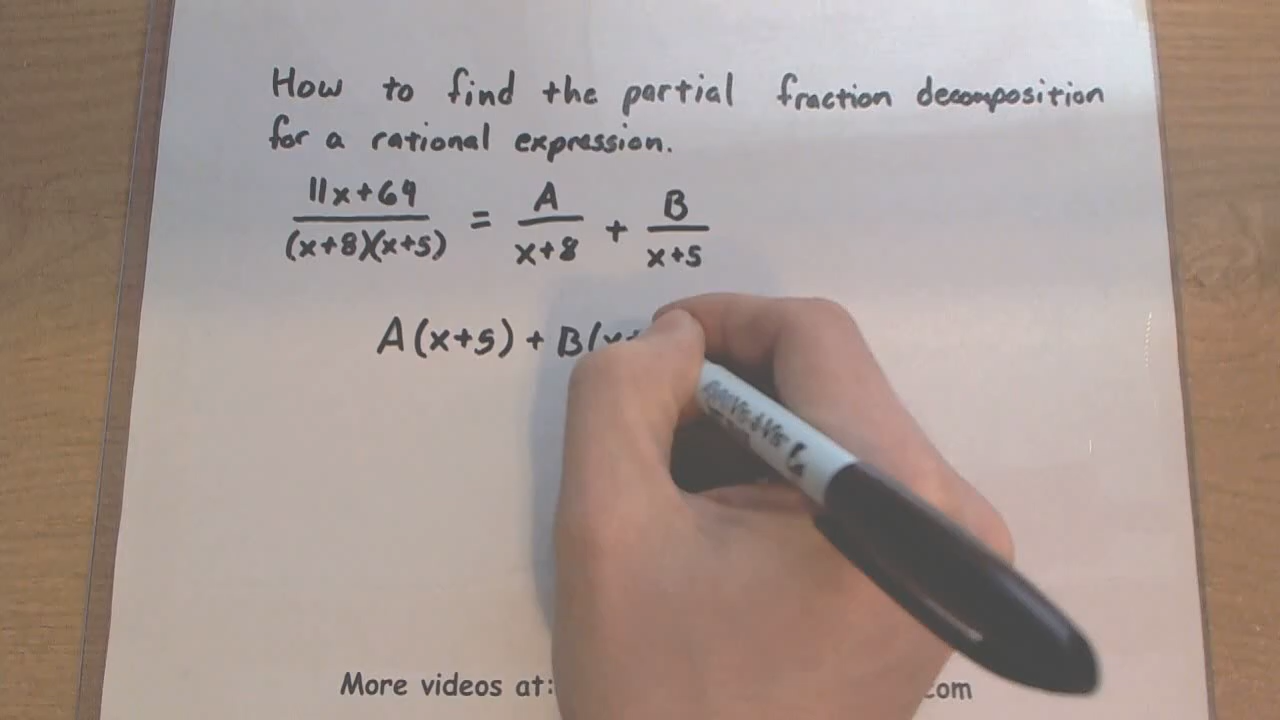 How to find the partial fraction decomposition
for a rational expression.
11x+64
(x+8)(x+5)
=
A
x+8
+
B
x+5
A(x+5) + B(x+
More videos at:
.com